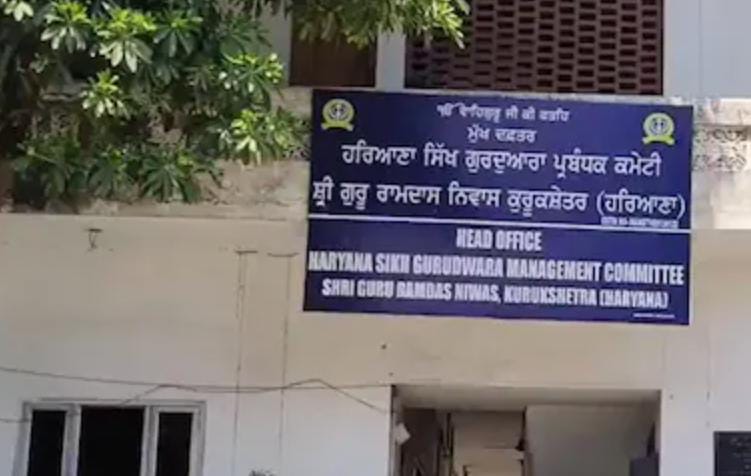 ੴ ਵਾਹਿਗੁਰੂ ਜੀ ਕੀ ਫਤਹਿ
ਮੁੱਖ ਦਫ਼ਤਰ
ਹਰਿਆਣਾ ਸਿੱਖ ਗੁਰਦੁਆਰਾ ਪ੍ਰਬੰਧਕ ਕਮੇਟੀ
ਸ਼੍ਰੀ ਗੁਰੂ ਰਾਮਦਾਸ ਨਿਵਾਸ ਕੁਰੂਕਸ਼ੇਤਰ (ਹਰਿਆਣਾ)
HEAD OFFICE
HARYANA SIKH GURUDWARA MANAGEMENT COMMITTEE
SHRI GURU RAMDAS NIWAS, KURUKSHETRA (HARYANA)